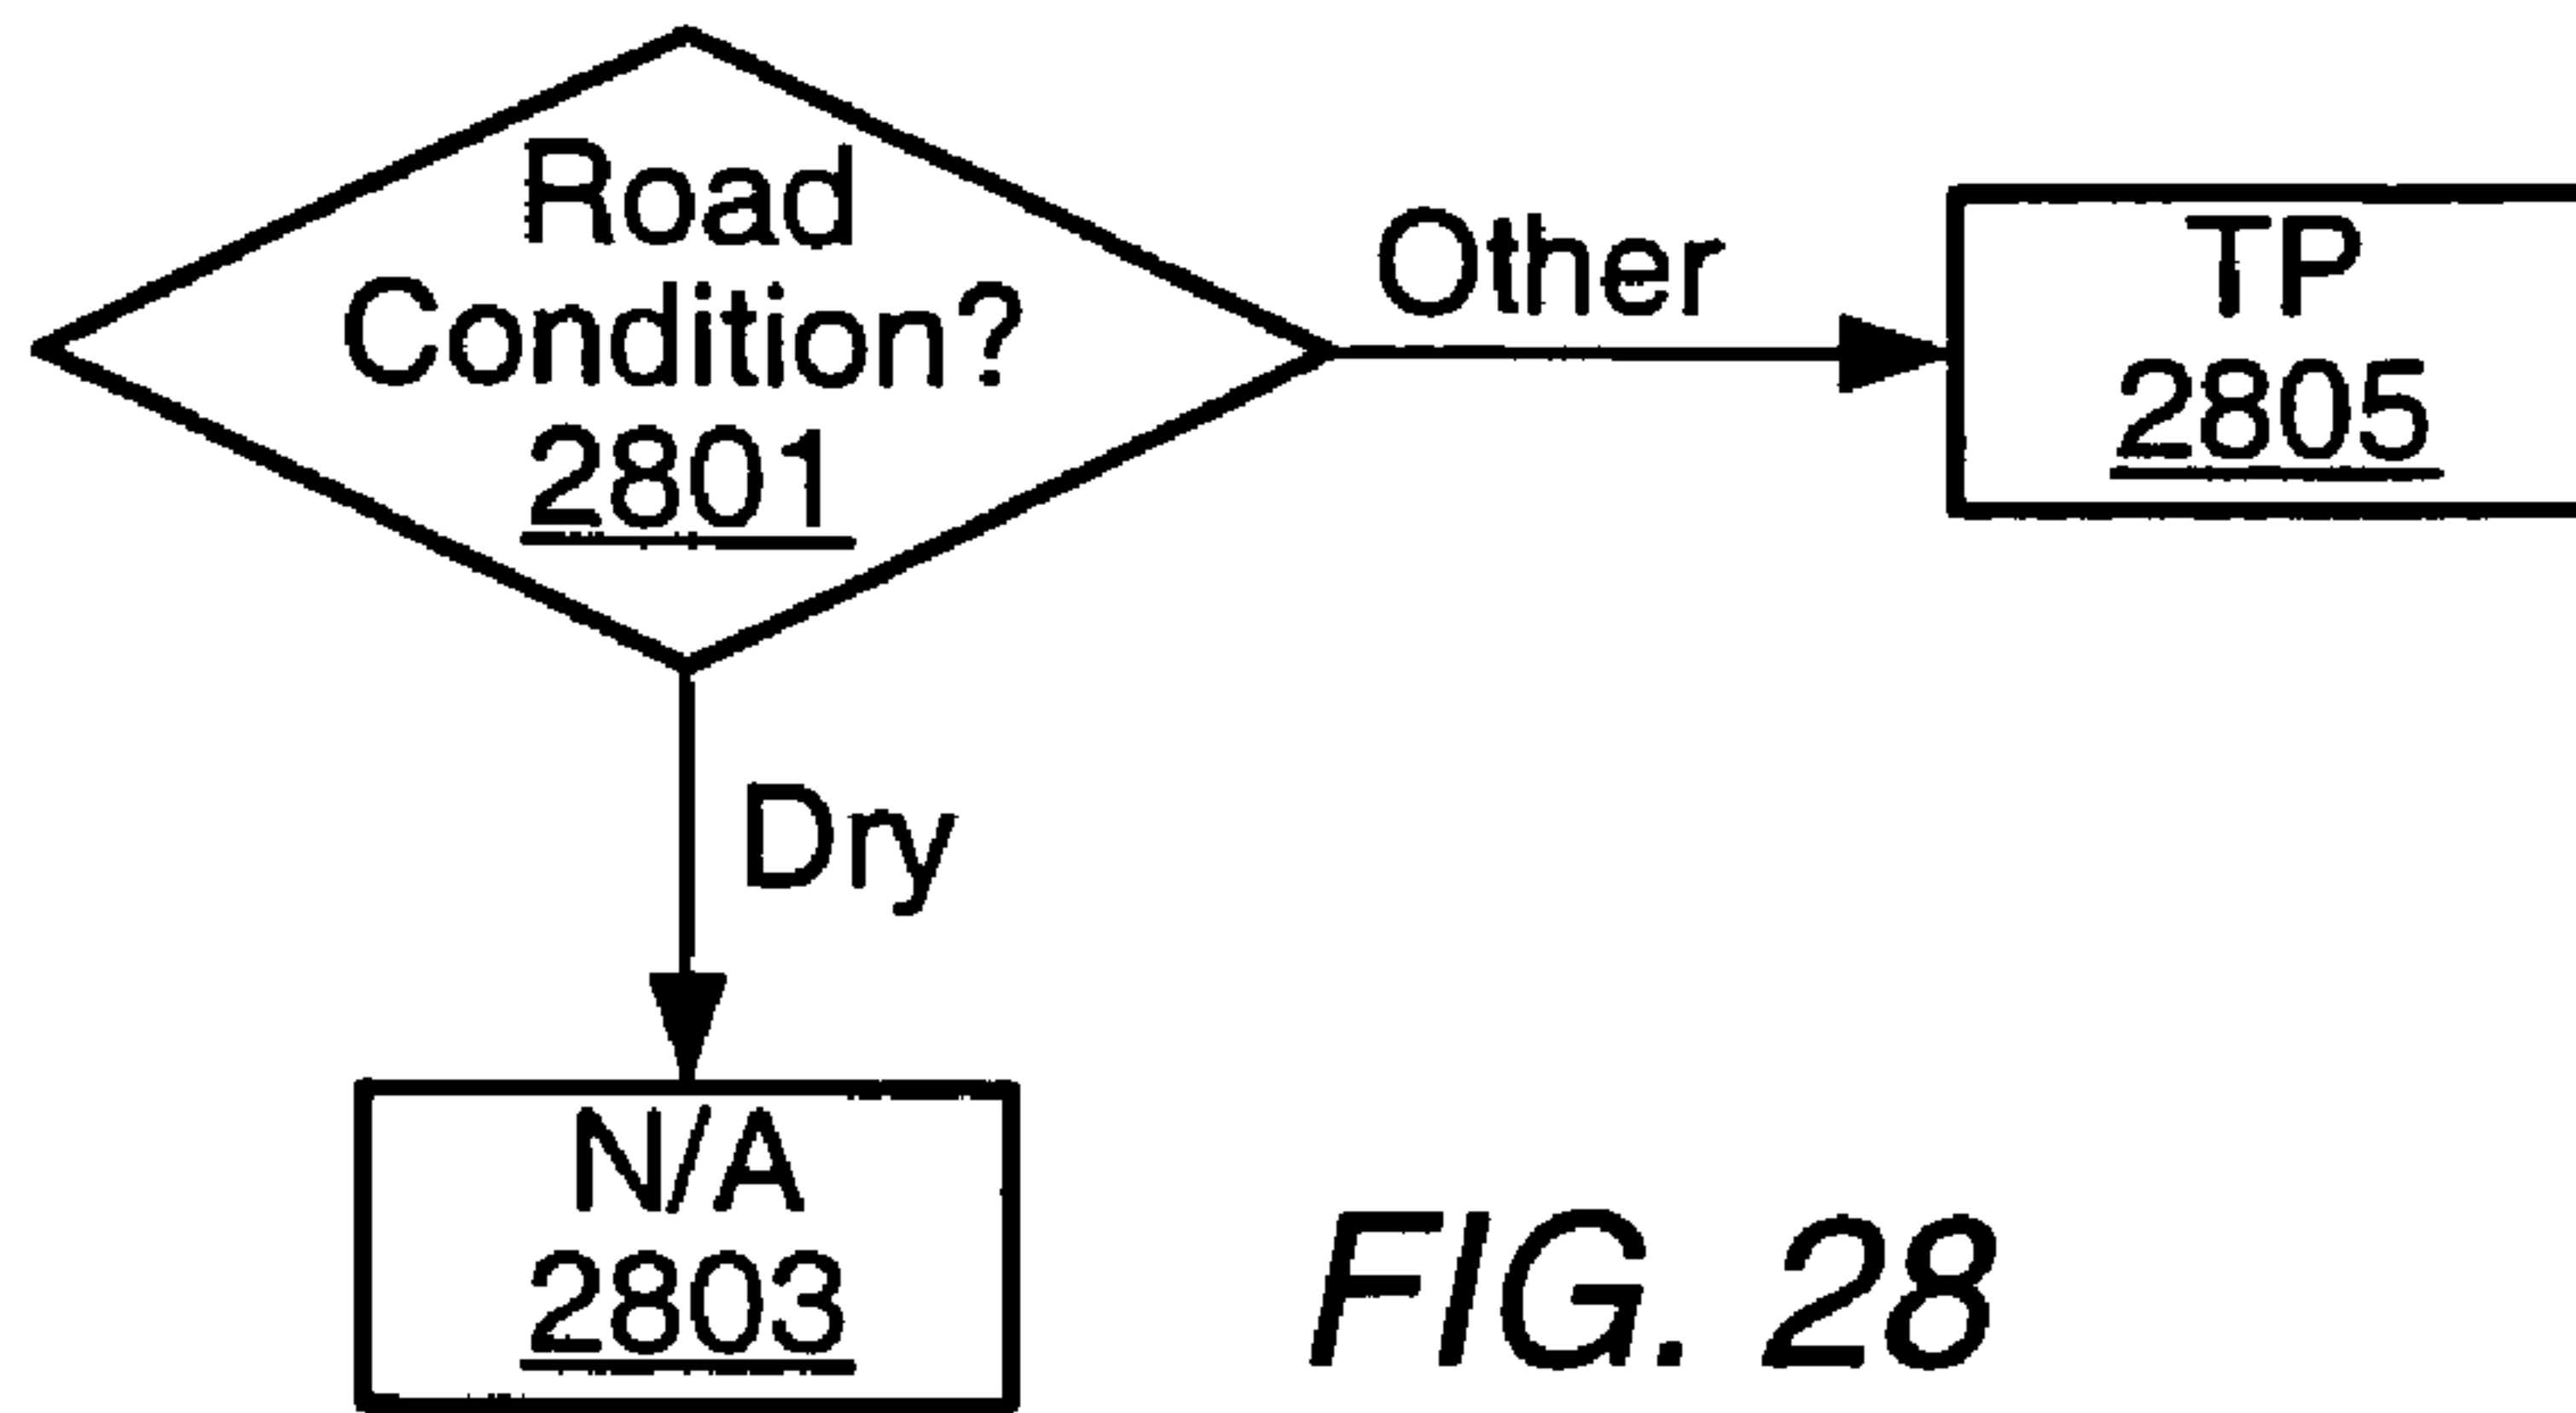 Road
Condition?
2801
Other
TP
2805
Dry
N/A
2803
FIG. 28